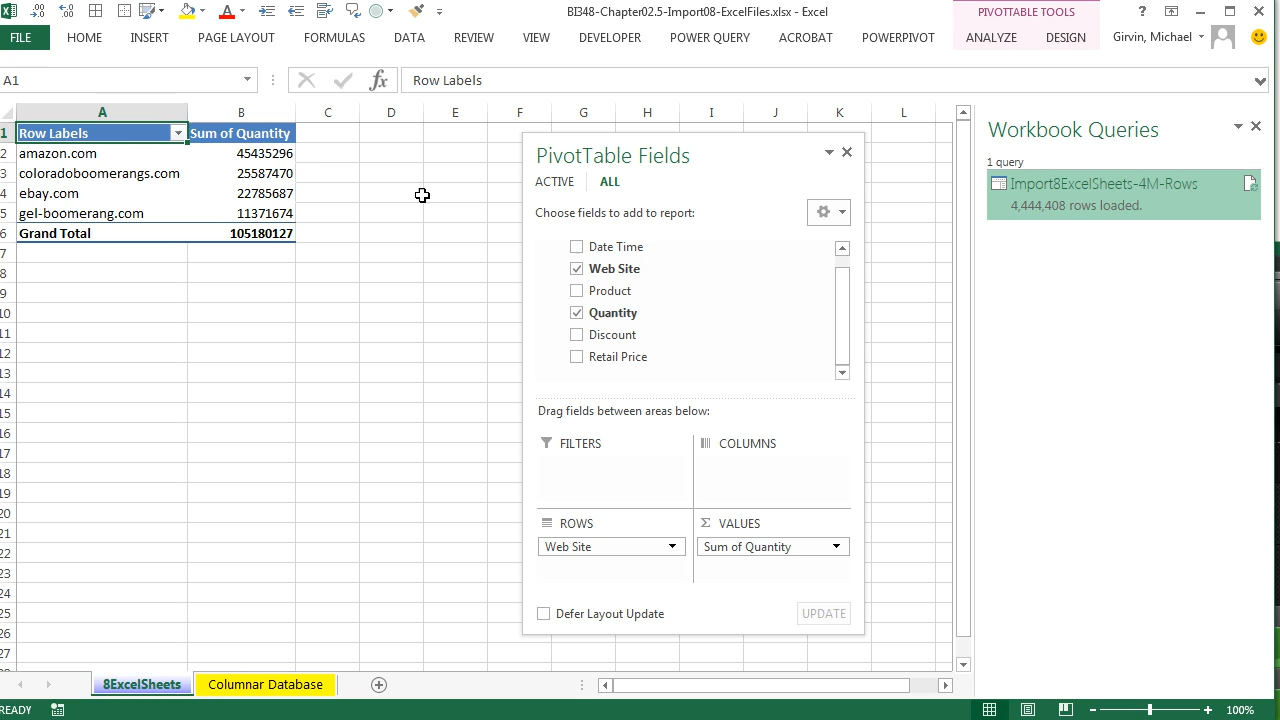 BI348-Chapter02.5-Import08-ExcelFiles.xlsx - Excel
PIVOTTABLE TOOLS
?
FILE HOME INSERT PAGE LAYOUT FORMULAS DATA REVIEW VIEW DEVELOPER POWER QUERY ACROBAT POWERPIVOT ANALYZE DESIGN Girvin, Michael
A1 fx Row Labels
A B C D E F G H I J K L
1 Row Labels Sum of Quantity
2 amazon.com 45435296
3 coloradoboomerangs.com 25587470
4 ebay.com 22785687
5 gel-boomerang.com 11371674
6 Grand Total 105180127
7
8
9
10
11
12
13
14
15
16
17
18
19
20
21
22
23
24
25
26
27
PivotTable Fields
ACTIVE ALL
Choose fields to add to report:
Date Time
Web Site
Product
Quantity
Discount
Retail Price
Drag fields between areas below:
FILTERS COLUMNS
ROWS Σ VALUES
Web Site Sum of Quantity
Defer Layout Update UPDATE
Workbook Queries
1 query
Import8ExcelSheets-4M-Rows
4,444,408 rows loaded.
8ExcelSheets Columnar Database
READY 100%